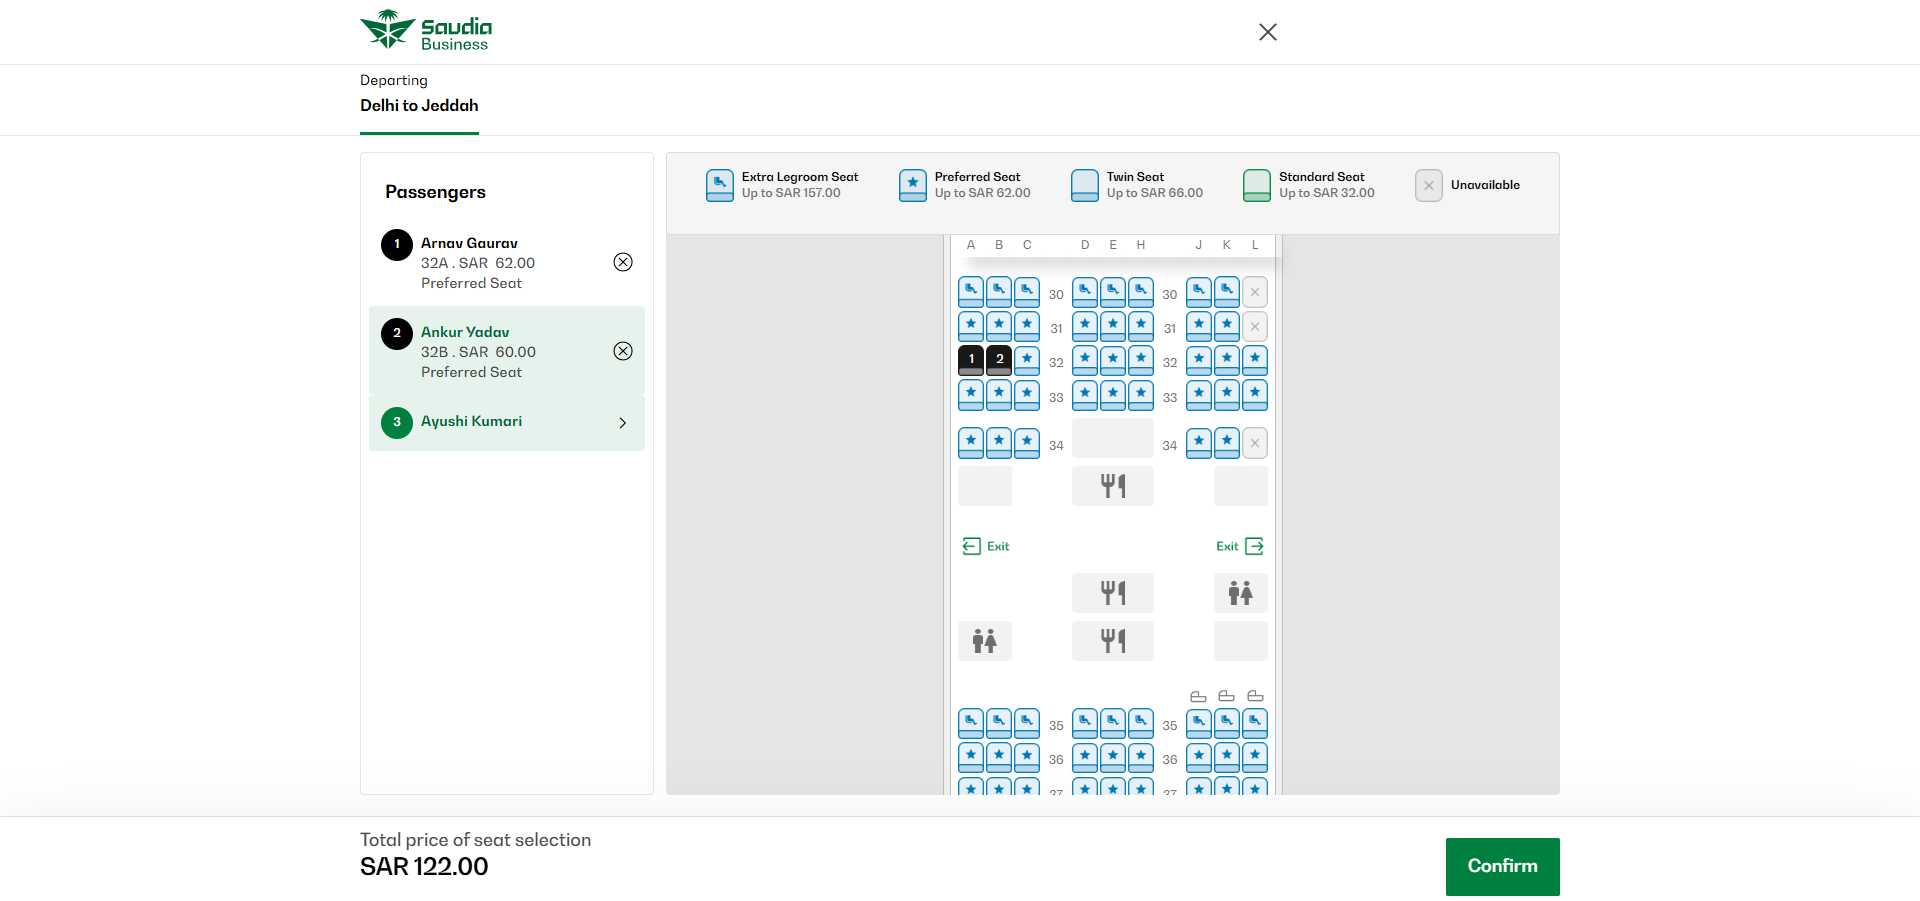 Saudia
Business
Departing
Delhi to Jeddah
Passengers
1
Arnav Gaurav
32A . SAR 62.00
Preferred Seat
2
Ankur Yadav
32B . SAR 60.00
Preferred Seat
3
Ayushi Kumari
Extra Legroom Seat
Up to SAR 157.00
Preferred Seat
Up to SAR 62.00
Twin Seat
Up to SAR 66.00
Standard Seat
Up to SAR 32.00
Unavailable
A B C D E H J K L
30 30
31 31
1 2 32 32
33 33
34 34
Exit Exit
35 35
36 36
37 37
Total price of seat selection
SAR 122.00
Confirm